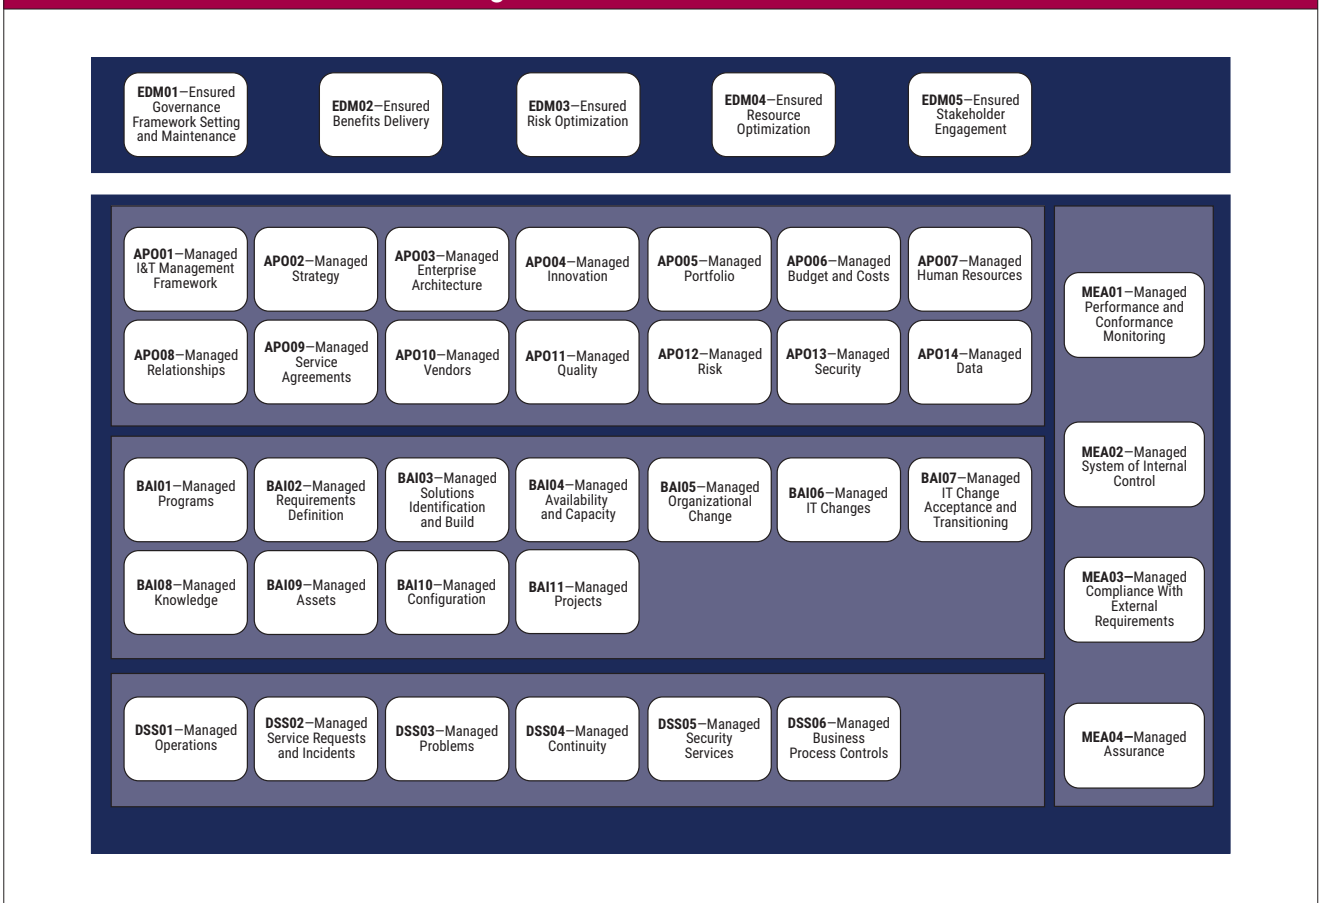 EDM01—Ensured
Governance
Framework Setting
and Maintenance
EDM02—Ensured
Benefits Delivery
EDM03—Ensured
Risk Optimization
EDM04—Ensured
Resource
Optimization
EDM05—Ensured
Stakeholder
Engagement
APO01—Managed
I&T Management
Framework
APO02—Managed
Strategy
APO03—Managed
Enterprise
Architecture
APO04—Managed
Innovation
APO05—Managed
Portfolio
APO06—Managed
Budget and Costs
APO07—Managed
Human Resources
APO08—Managed
Relationships
APO09—Managed
Service
Agreements
APO10—Managed
Vendors
APO11—Managed
Quality
APO12—Managed
Risk
APO13—Managed
Security
APO14—Managed
Data
BAI01—Managed
Programs
BAI02—Managed
Requirements
Definition
BAI03—Managed
Solutions
Identification
and Build
BAI04—Managed
Availability
and Capacity
BAI05—Managed
Organizational
Change
BAI06—Managed
IT Changes
BAI07—Managed
IT Change
Acceptance and
Transitioning
BAI08—Managed
Knowledge
BAI09—Managed
Assets
BAI10—Managed
Configuration
BAI11—Managed
Projects
DSS01—Managed
Operations
DSS02—Managed
Service Requests
and Incidents
DSS03—Managed
Problems
DSS04—Managed
Continuity
DSS05—Managed
Security
Services
DSS06—Managed
Business
Process Controls
MEA01—Managed
Performance and
Conformance
Monitoring
MEA02—Managed
System of Internal
Control
MEA03—Managed
Compliance With
External
Requirements
MEA04—Managed
Assurance